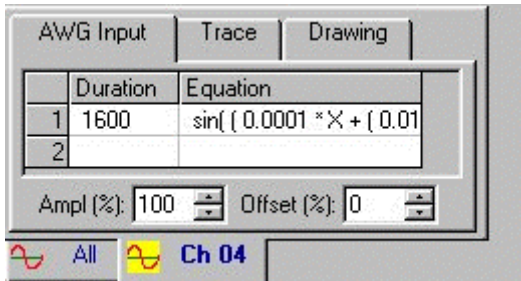 AWG Input Trace Drawing
Duration Equation
1 1600 sin( ( 0.0001 * X + ( 0.01
2
Ampl (%): 100 Offset (%): 0
All Ch 04